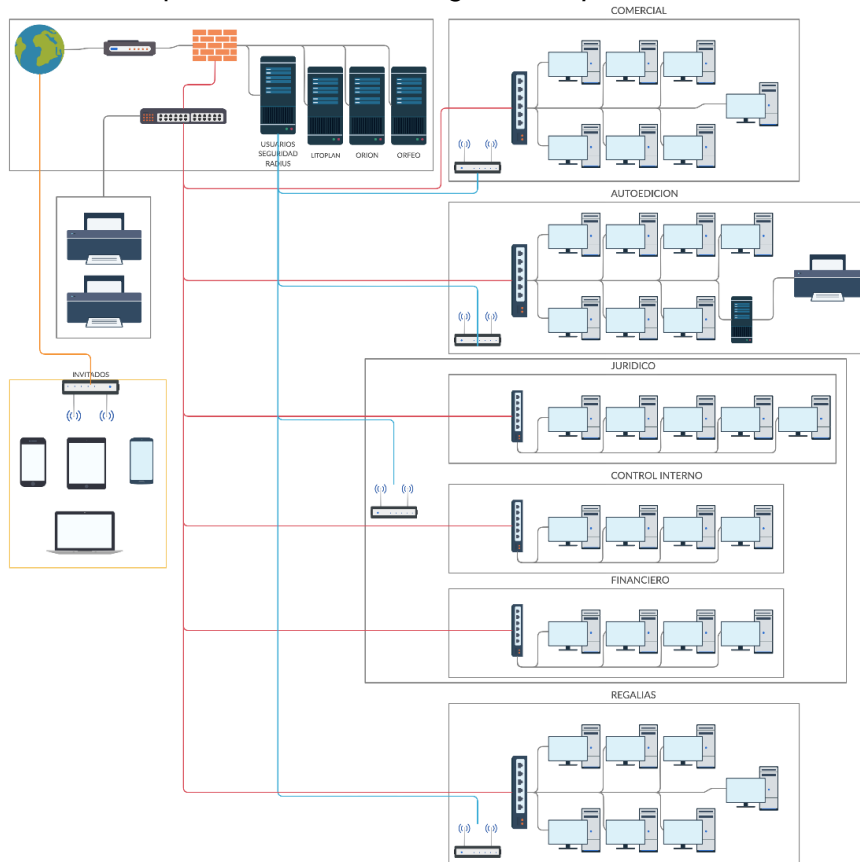 COMERCIAL
USUARIOS
SEGURIDAD
RADIUS
LITOPLAN
ORION
ORFEO
AUTOEDICION
INVITADOS
JURIDICO
CONTROL INTERNO
FINANCIERO
REGALIAS